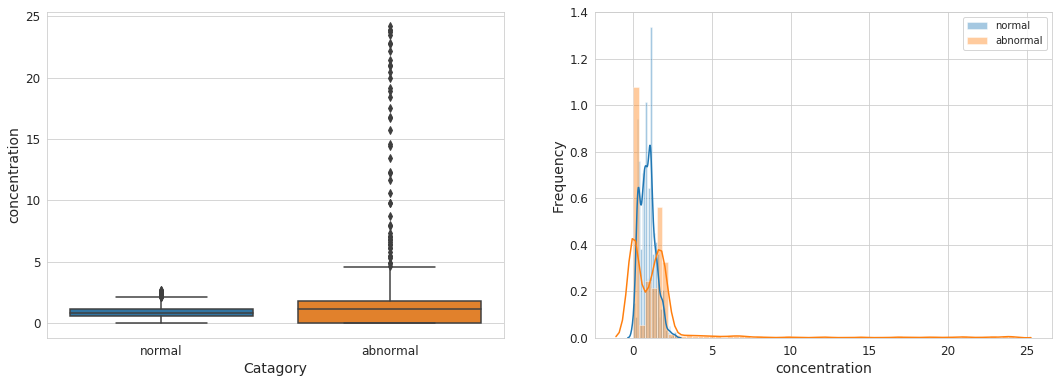 25
20
15
10
5
0
concentration
normal
abnormal
Catagory
1.4
1.2
1.0
0.8
0.6
0.4
0.2
0.0
Frequency
normal
abnormal
0
5
10
15
20
25
concentration